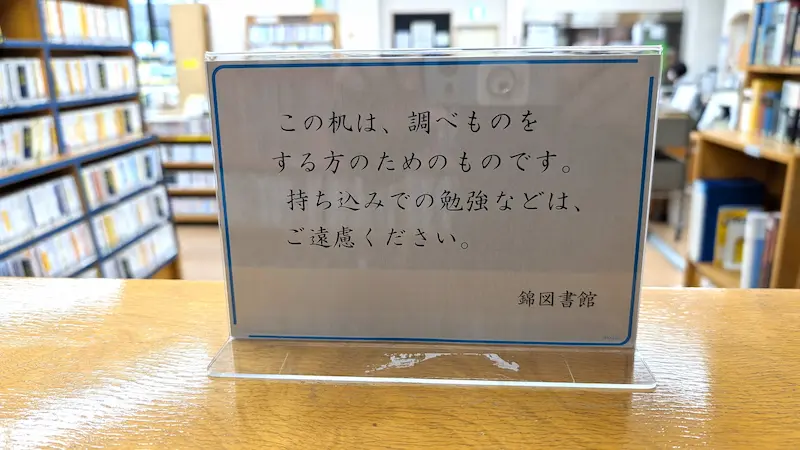 この机は、調べものを
する方のためのものです。
持ち込みでの勉強などは、
ご遠慮ください。
錦図書館